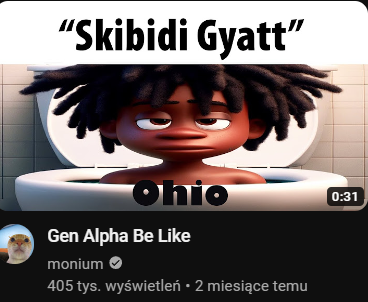 “Skibidi Gyatt”
Ohio
0:31
Gen Alpha Be Like
monium
405 tys. wyświetleń • 2 miesiące temu